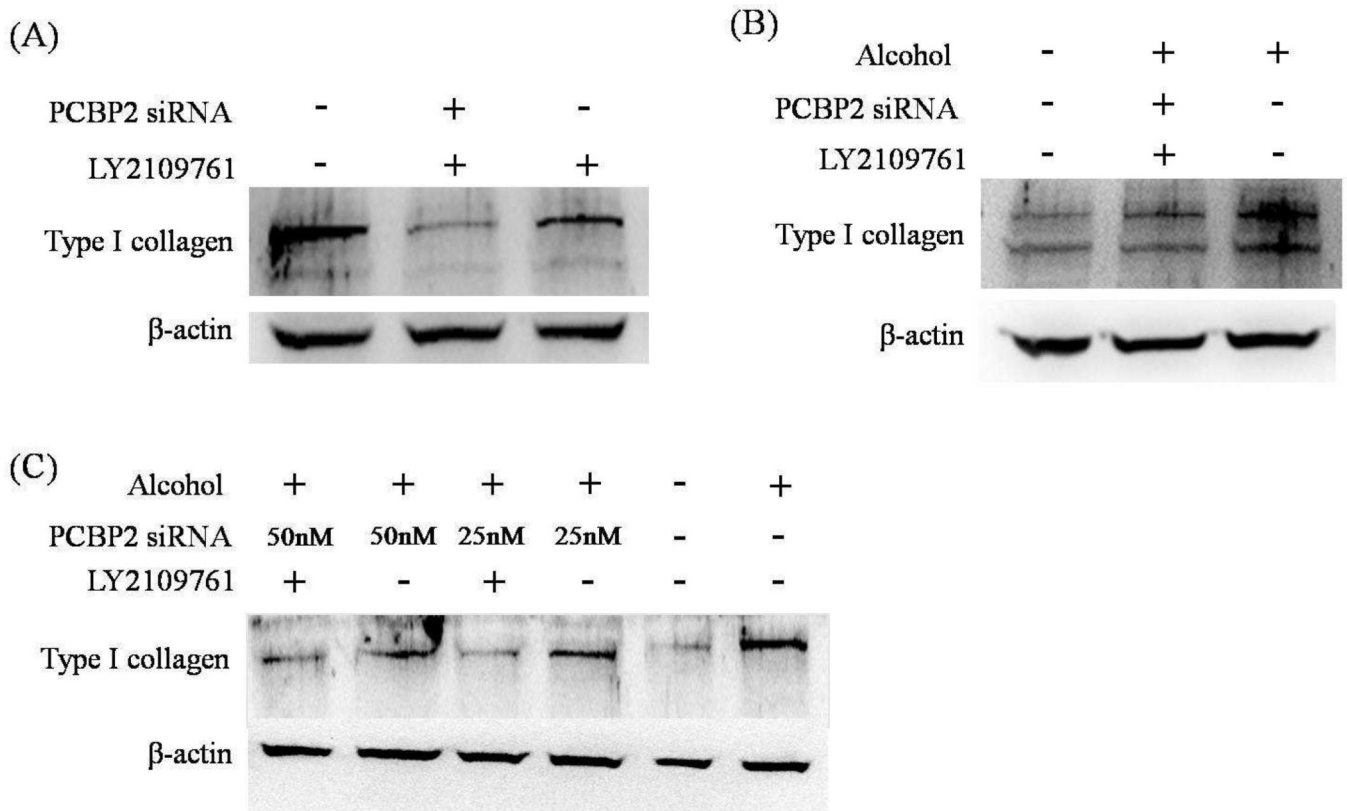 (A)
PCBP2 siRNA - + -
LY2109761 - + +
Type I collagen
β-actin
(B)
Alcohol - + +
PCBP2 siRNA - + -
LY2109761 - + -
Type I collagen
β-actin
(C)
Alcohol + + + + - +
PCBP2 siRNA 50nM 50nM 25nM 25nM - -
LY2109761 + - + - - -
Type I collagen
β-actin